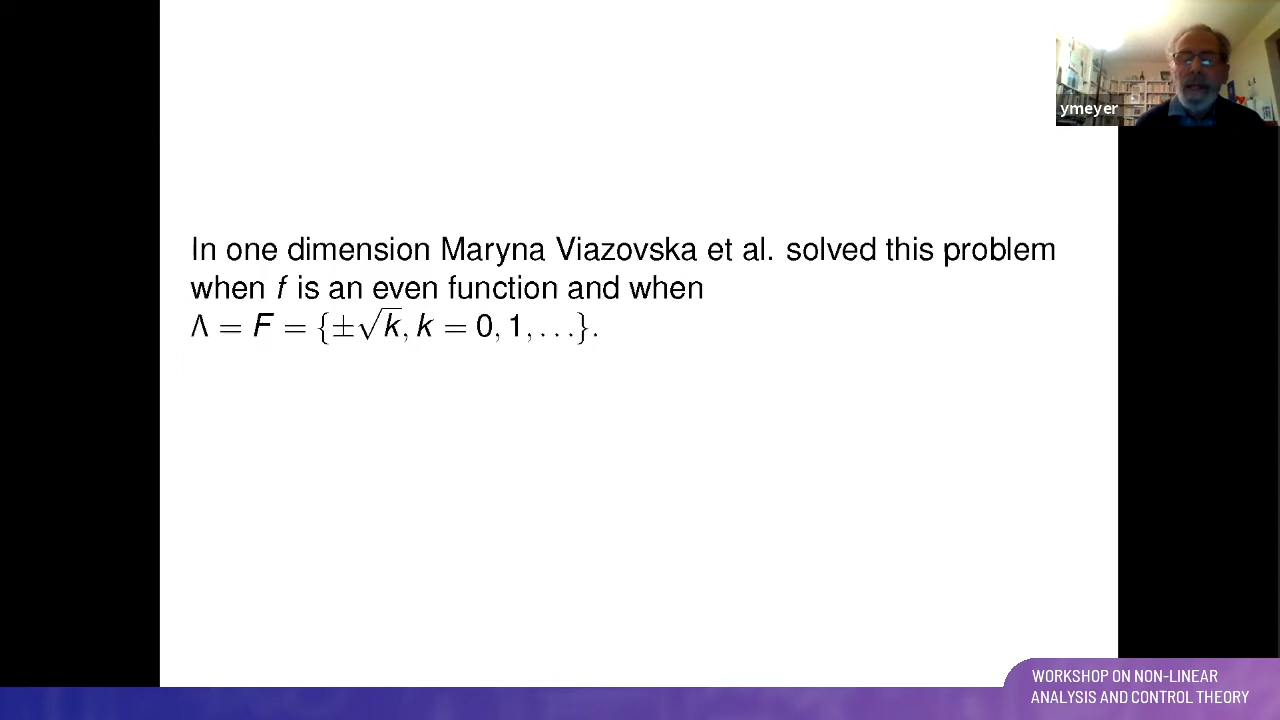 ymeyer
In one dimension Maryna Viazovska et al. solved this problem
when f is an even function and when
Λ = F = {±√k, k = 0, 1, . . .}.
WORKSHOP ON NON-LINEAR
ANALYSIS AND CONTROL THEORY